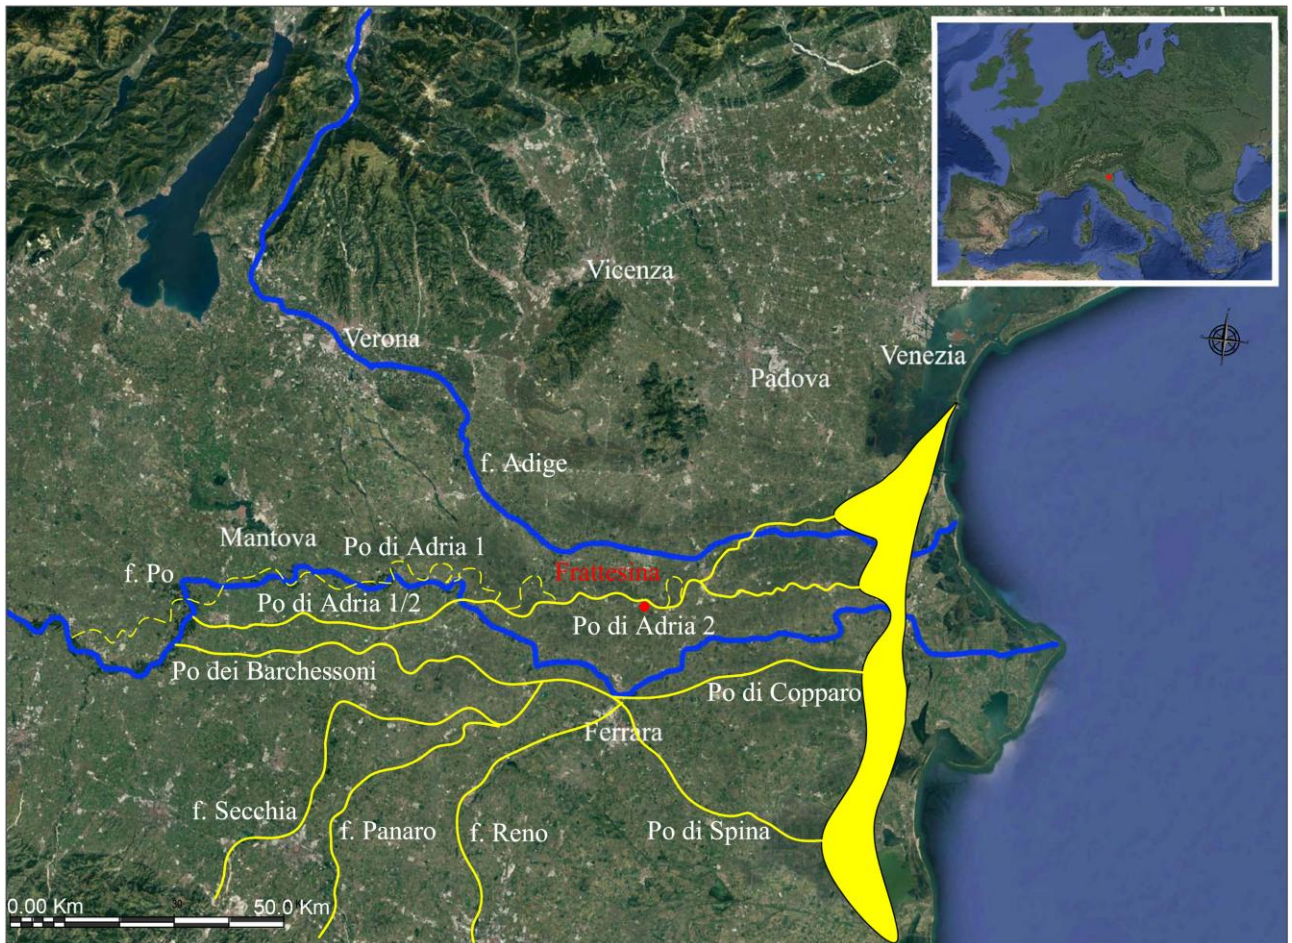 Vicenza
Verona
Venezia
Padova
f. Adige
Mantova
Po di Adria 1
f. Po
Frattesina
Po di Adria 1/2
Po di Adria 2
Po dei Barchessoni
Po di Copparo
Ferrara
f. Secchia
f. Panaro
f. Reno
Po di Spina
0.00 Km
50.0 Km